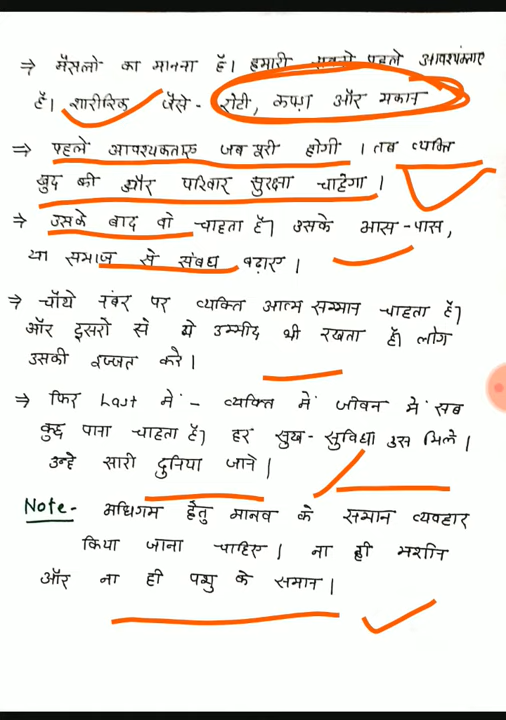 ⇒ मैसलो का मानना है। हमारी सबसे पहले आवश्यकताए
है। शारीरिक जैसे - रोटी, कपड़ा और मकान
⇒ पहले आवश्यकताए जब पूरी होगी । तब व्यक्ति
खुद की और परिवार सुरक्षा चाहेगा ।
⇒ उसके बाद वो चाहता है। उसके आस-पास,
या समाज से संबध बढ़ाए ।
⇒ चौथे नंबर पर व्यक्ति आत्म सम्मान चाहता है।
और दूसरो से ये उम्मीद भी रखता है। लोग
उसकी इज्जत करे ।
⇒ फिर Last में - व्यक्ति में जीवन में सब
कुछ पाना चाहता है। हर सुख-सुविधा उस मिले ।
उन्हे सारी दुनिया जाने ।
Note- अधिगम हेतु मानव के समान व्यवहार
किया जाना चाहिए । ना ही मशीन
और ना ही पशु के समान ।